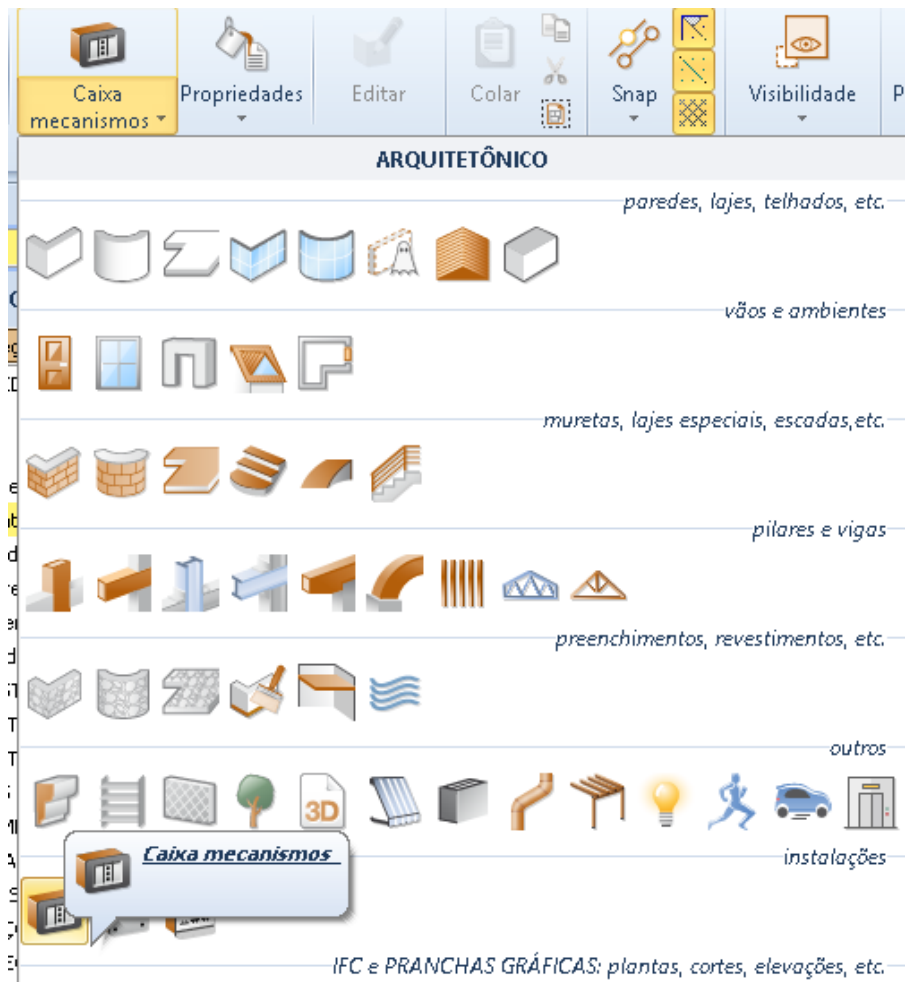 Caixa mecanismos
Propriedades
Editar
Colar
Snap
Visibilidade
ARQUITETÔNICO
paredes, lajes, telhados, etc.
vãos e ambientes
muretas, lajes especiais, escadas,etc.
pilares e vigas
preenchimentos, revestimentos, etc.
outros
3D
Caixa mecanismos
instalações
IFC e PRANCHAS GRÁFICAS: plantas, cortes, elevações, etc.